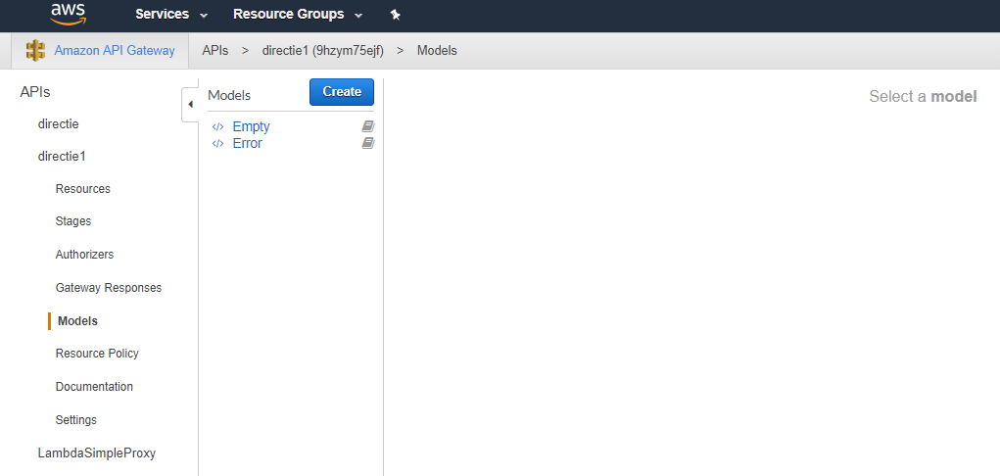 aws Services Resource Groups
Amazon API Gateway APIs > directie1 (9hzym75ejf) > Models
APIs
directie
directie1
Resources
Stages
Authorizers
Gateway Responses
Models
Resource Policy
Documentation
Settings
LambdaSimpleProxy
Models Create
</> Empty
</> Error
Select a model